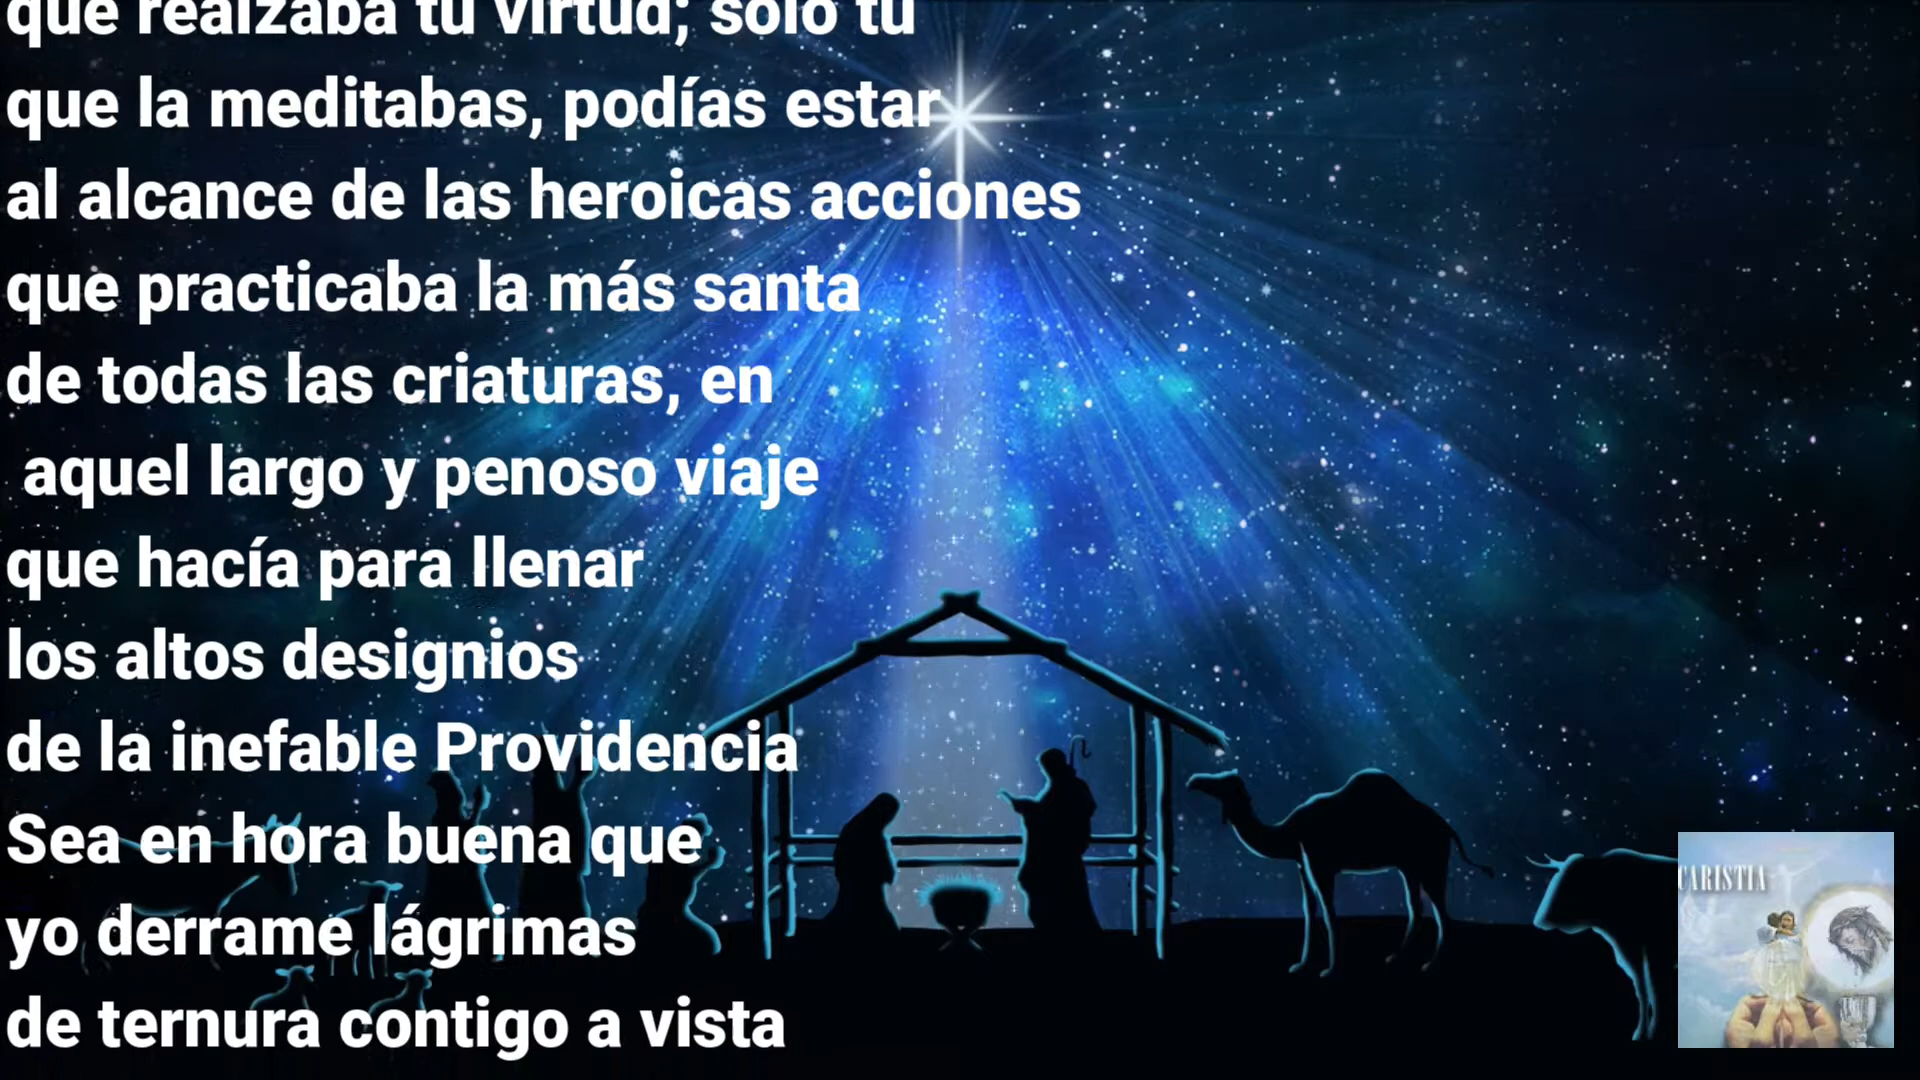 que realzaba tu virtud; sólo tú
que la meditabas, podías estar
al alcance de las heroicas acciones
que practicaba la más santa
de todas las criaturas, en
aquel largo y penoso viaje
que hacía para llenar
los altos designios
de la inefable Providencia
Sea en hora buena que
yo derrame lágrimas
de ternura contigo a vista
CARISTIA